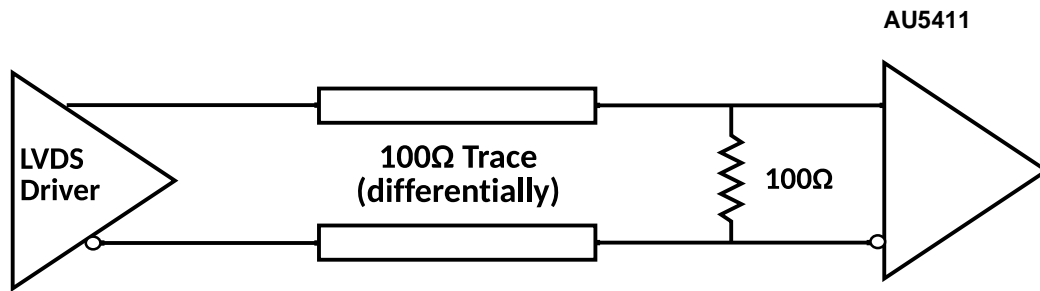 AU5411
LVDS
Driver
100Ω Trace
(differentially)
100Ω